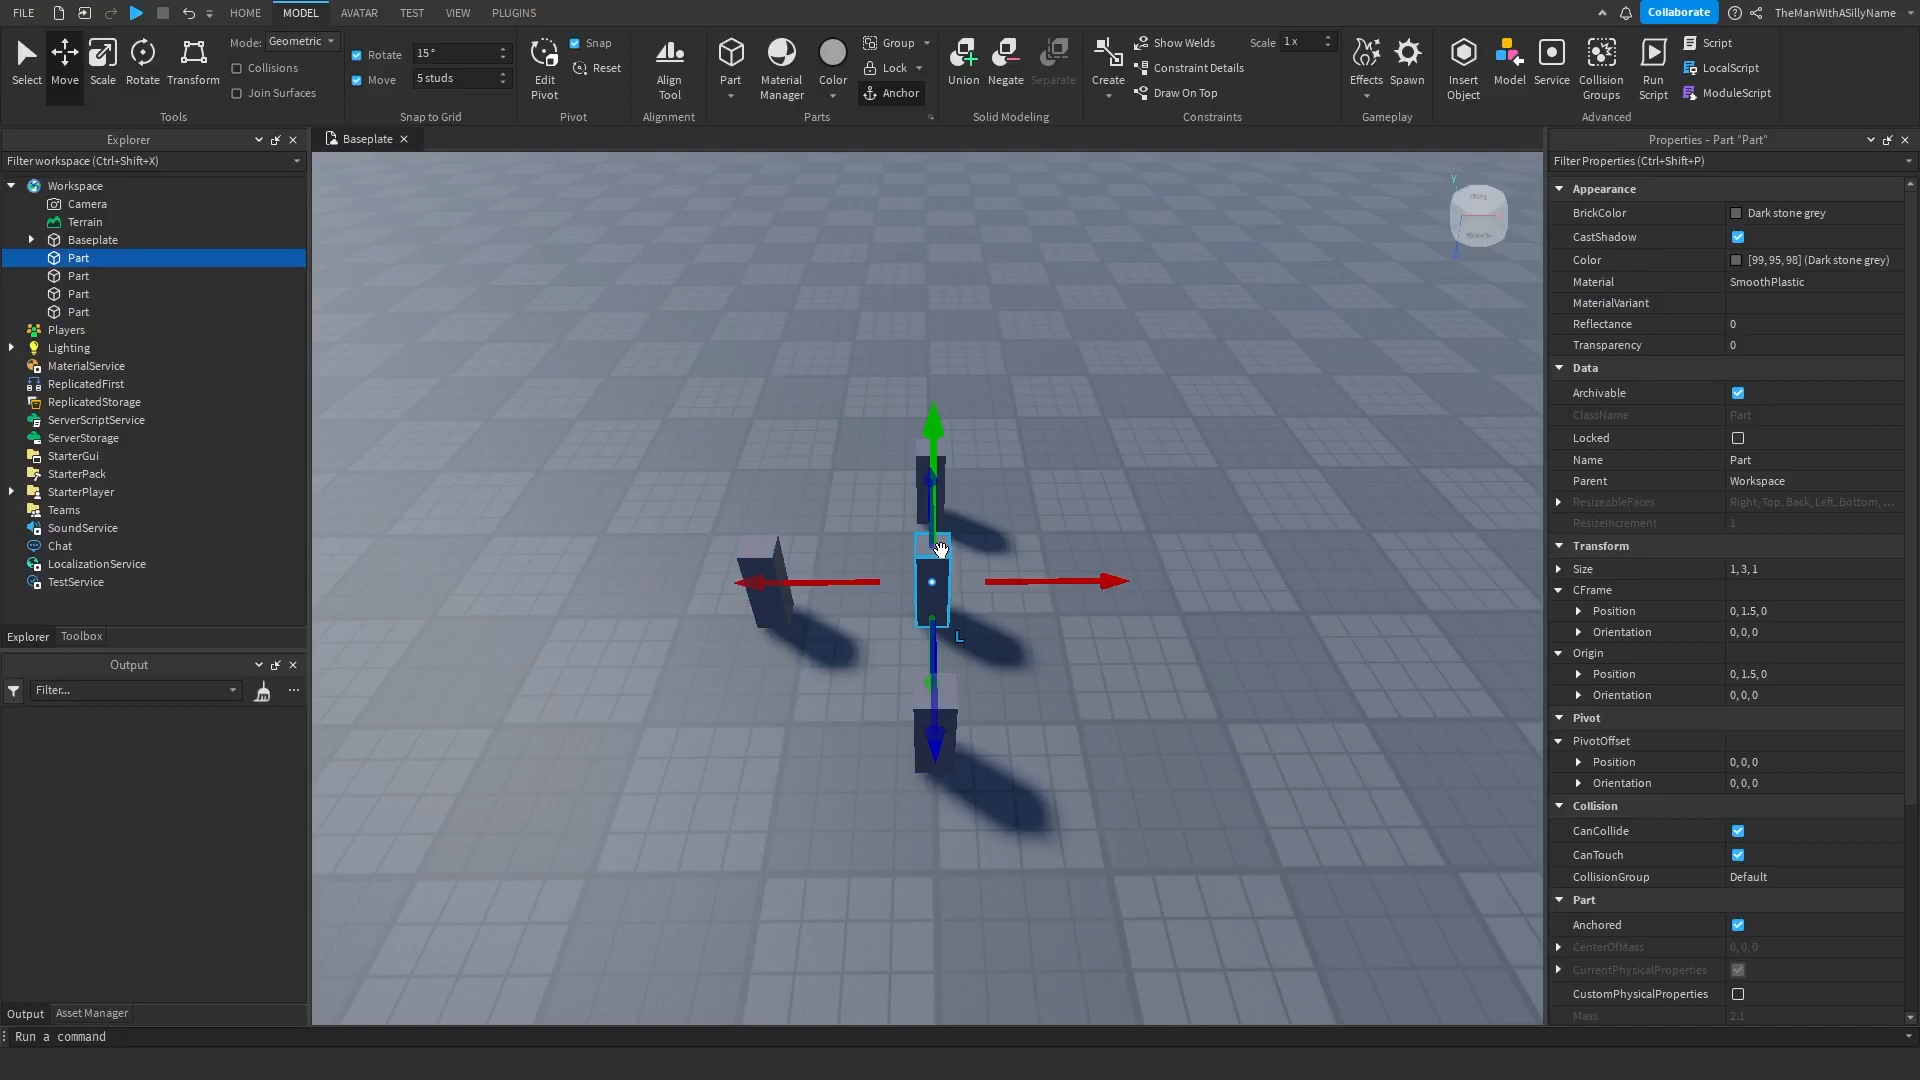 FILE HOME MODEL AVATAR TEST VIEW PLUGINS Collaborate TheManWithASillyName
Select Move Scale Rotate Transform
Mode: Geometric
Collisions
Join Surfaces
Tools
Rotate 15°
Move 5 studs
Snap to Grid
Edit Pivot
Snap
Reset
Pivot
Align Tool
Alignment
Part
Material Manager
Color
Group
Lock
Anchor
Parts
Union Negate Separate
Solid Modeling
Create
Show Welds
Scale 1 x
Constraint Details
Draw On Top
Constraints
Effects Spawn
Gameplay
Insert Object
Model
Service
Collision Groups
Run Script
Script
LocalScript
ModuleScript
Advanced
Explorer
Filter workspace (Ctrl+Shift+X)
Workspace
Camera
Terrain
Baseplate
Part
Part
Part
Part
Players
Lighting
MaterialService
ReplicatedFirst
ReplicatedStorage
ServerScriptService
ServerStorage
StarterGui
StarterPack
StarterPlayer
Teams
SoundService
Chat
LocalizationService
TestService
Explorer Toolbox
Output
Filter...
Output Asset Manager
Run a command
Baseplate
Y
Top
Back
Z
L
Properties - Part "Part"
Filter Properties (Ctrl+Shift+P)
Appearance
BrickColor Dark stone grey
CastShadow
Color [99, 95, 98] (Dark stone grey)
Material SmoothPlastic
MaterialVariant
Reflectance 0
Transparency 0
Data
Archivable
ClassName Part
Locked
Name Part
Parent Workspace
ResizeableFaces Right, Top, Back, Left, Bottom, ...
ResizeIncrement 1
Transform
Size 1, 3, 1
CFrame
Position 0, 1.5, 0
Orientation 0, 0, 0
Origin
Position 0, 1.5, 0
Orientation 0, 0, 0
Pivot
PivotOffset
Position 0, 0, 0
Orientation 0, 0, 0
Collision
CanCollide
CanTouch
CollisionGroup Default
Part
Anchored
CenterOfMass 0, 0, 0
CurrentPhysicalProperties
CustomPhysicalProperties
Mass 2.1